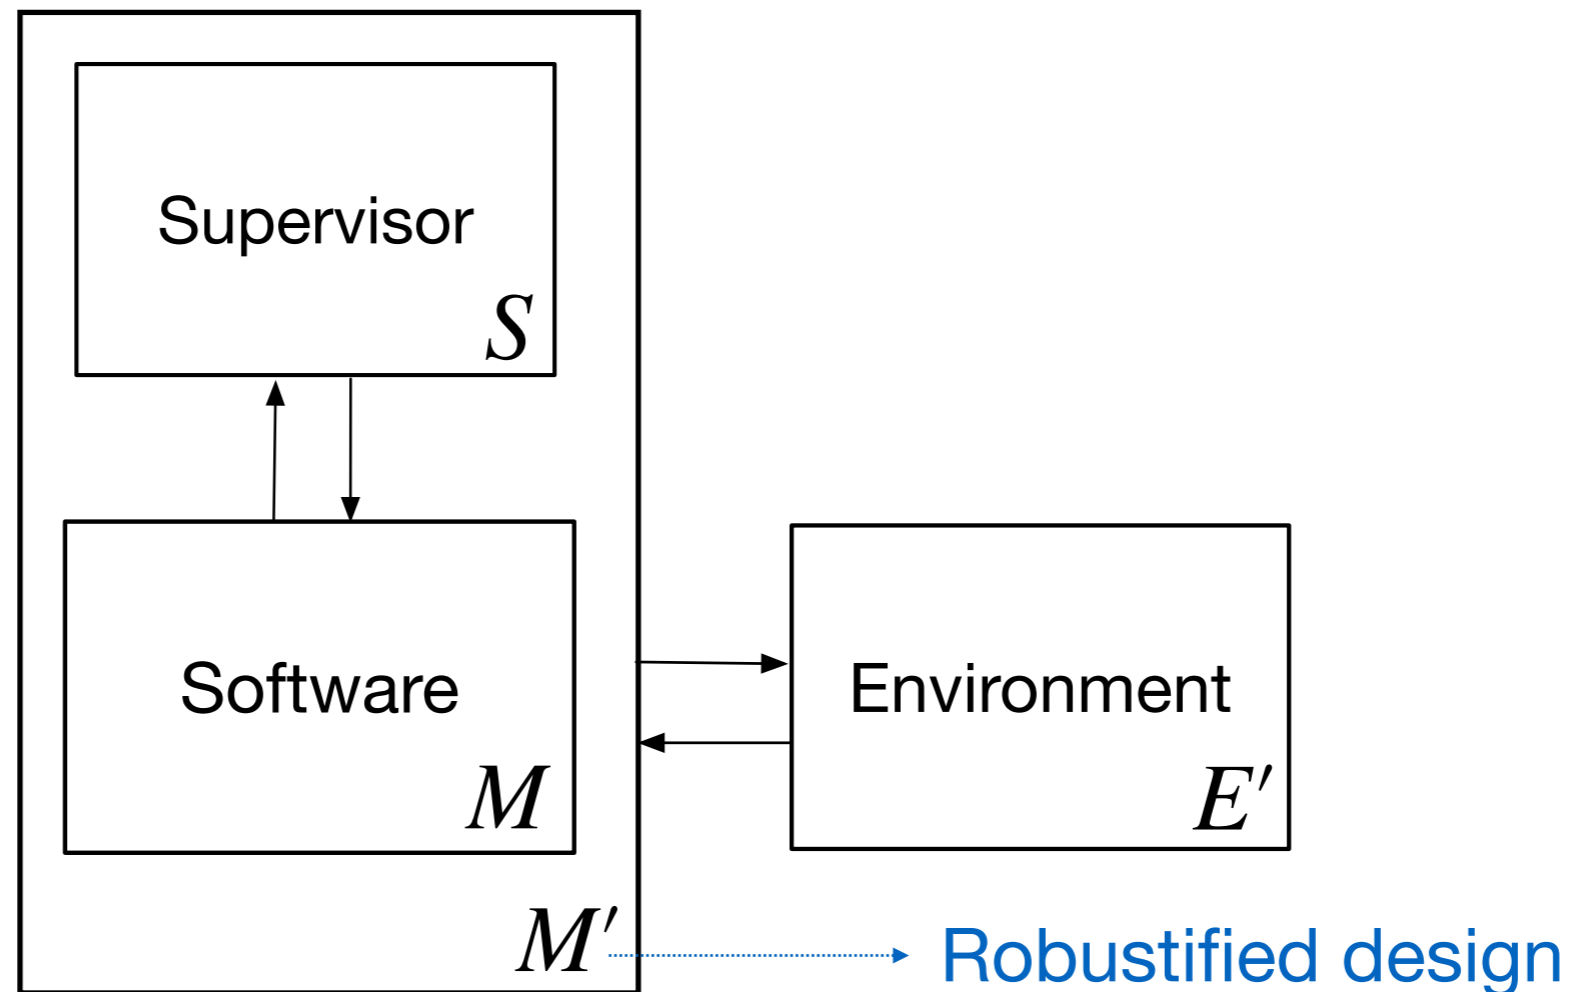 Supervisor
S
Software
M
Environment
E′
M′
Robustified design